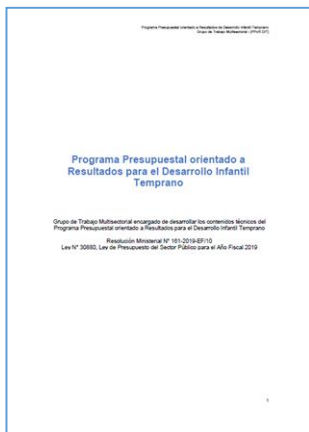 Programa Presupuestal orientado a Resultados de Desarrollo Infantil Temprano
Grupo de Trabajo Multisectorial - (PPoR DIT)
Programa Presupuestal orientado a
Resultados para el Desarrollo Infantil
Temprano
Grupo de Trabajo Multisectorial encargado de desarrollar los contenidos técnicos del
Programa Presupuestal orientado a Resultados para el Desarrollo Infantil Temprano
Resolución Ministerial N° 161-2019-EF/10
Ley N° 30880, Ley de Presupuesto del Sector Público para el Año Fiscal 2019